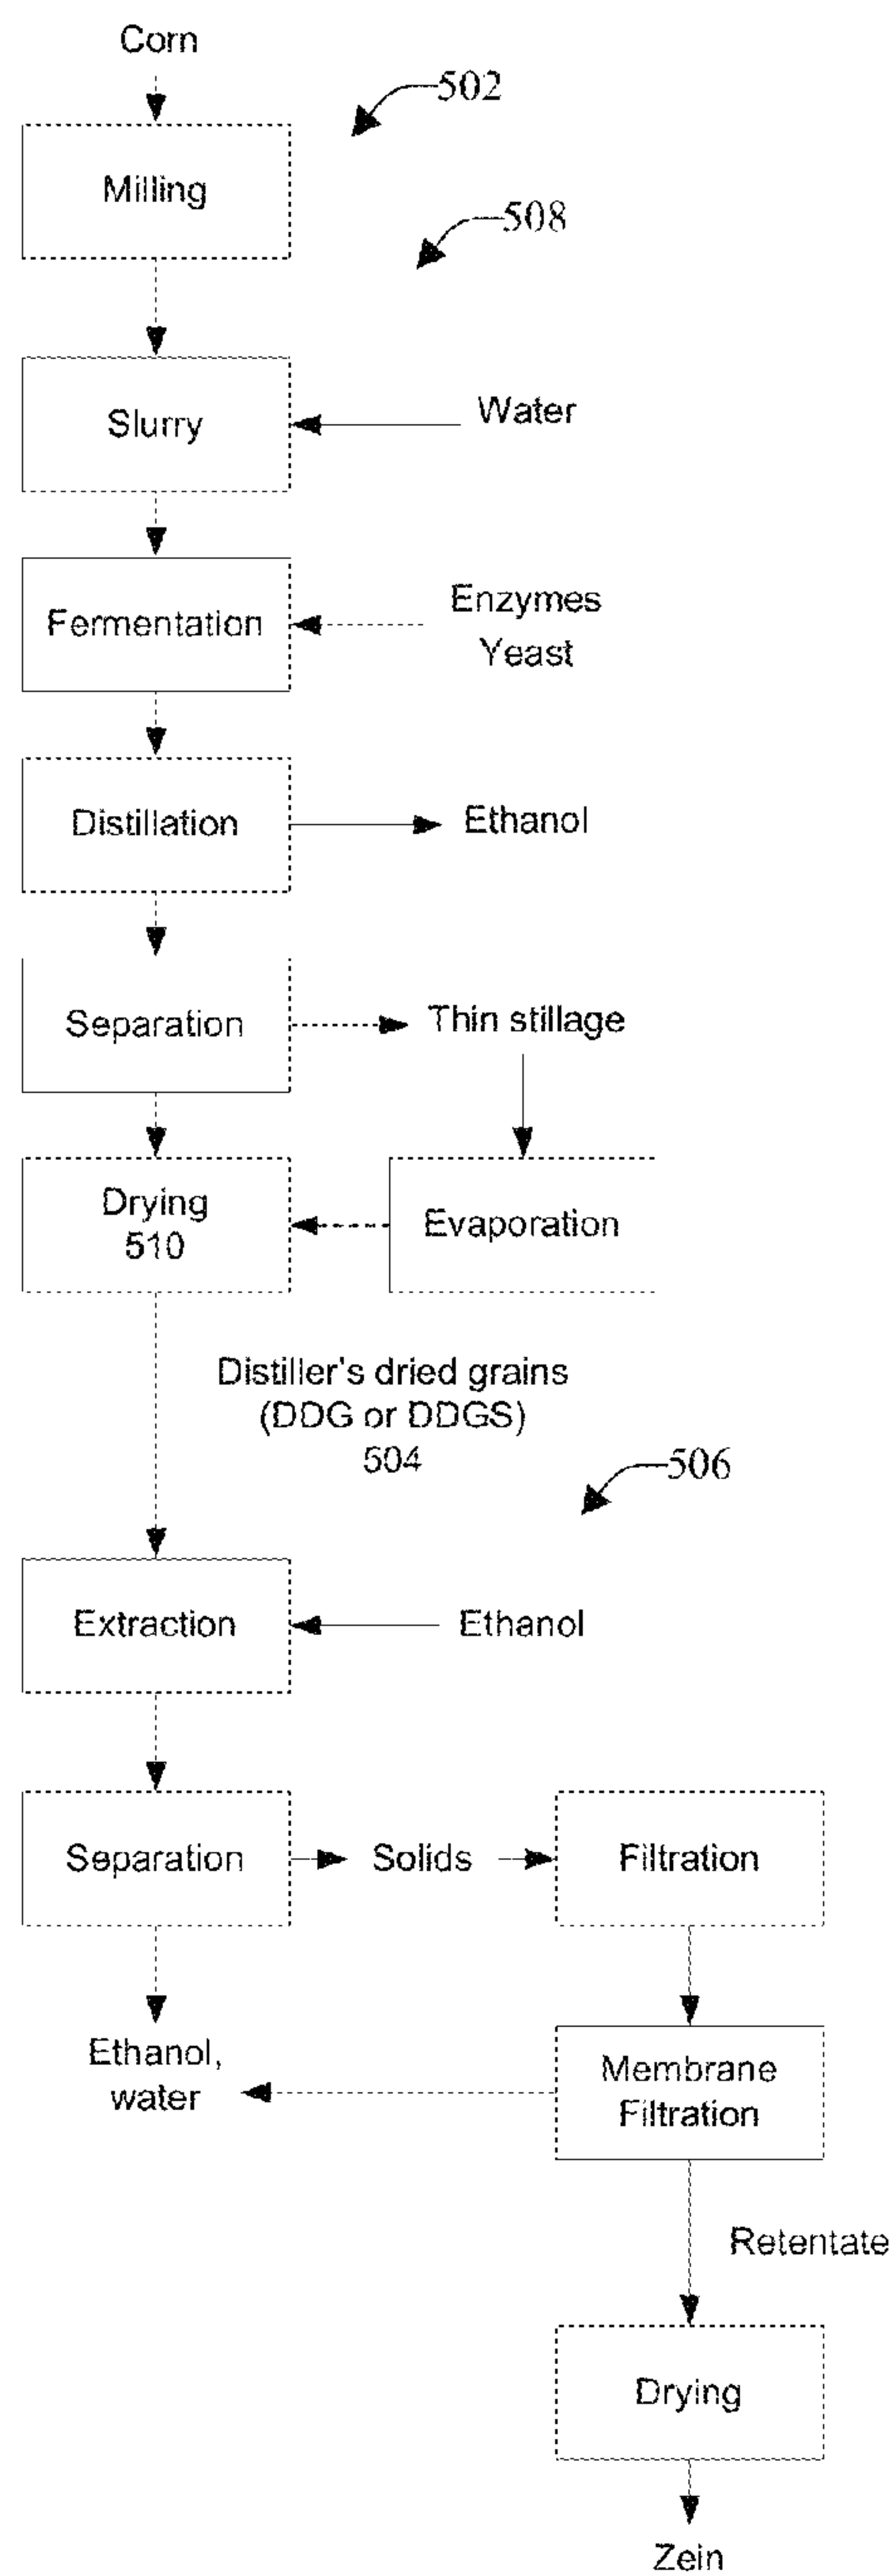 Corn
502
Milling
508
Slurry
Water
Fermentation
Enzymes
Yeast
Distillation
Ethanol
Separation
Thin stillage
Drying
510
Evaporation
Distiller's dried grains
(DDG or DDGS)
504
506
Extraction
Ethanol
Separation
Solids
Filtration
Ethanol,
water
Membrane
Filtration
Retentate
Drying
Zein